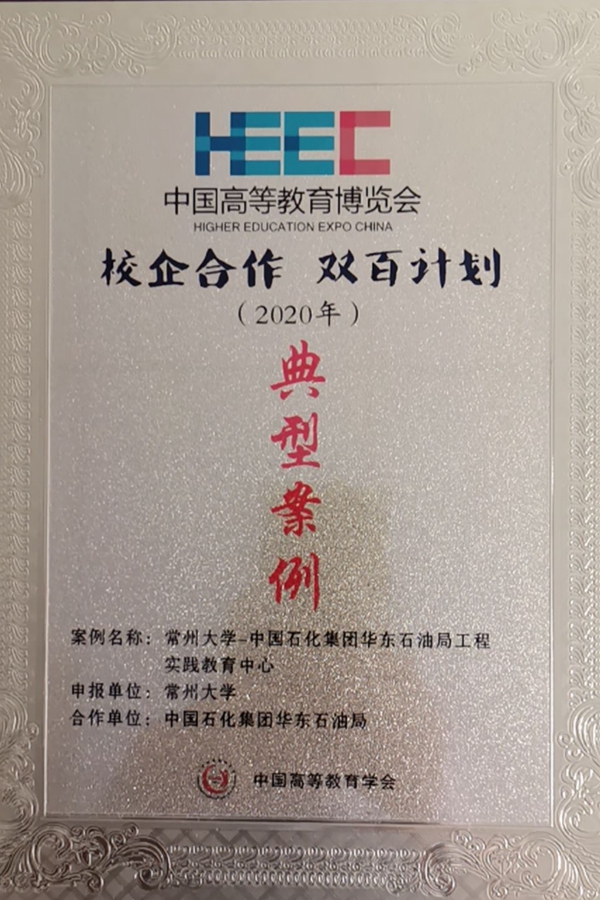 HEEC
中国高等教育博览会
HIGHER EDUCATION EXPO CHINA
校企合作 双百计划
（2020年）
典型案例
案例名称：常州大学-中国石化集团华东石油局工程
实践教育中心
申报单位：常州大学
合作单位：中国石化集团华东石油局
中国高等教育学会